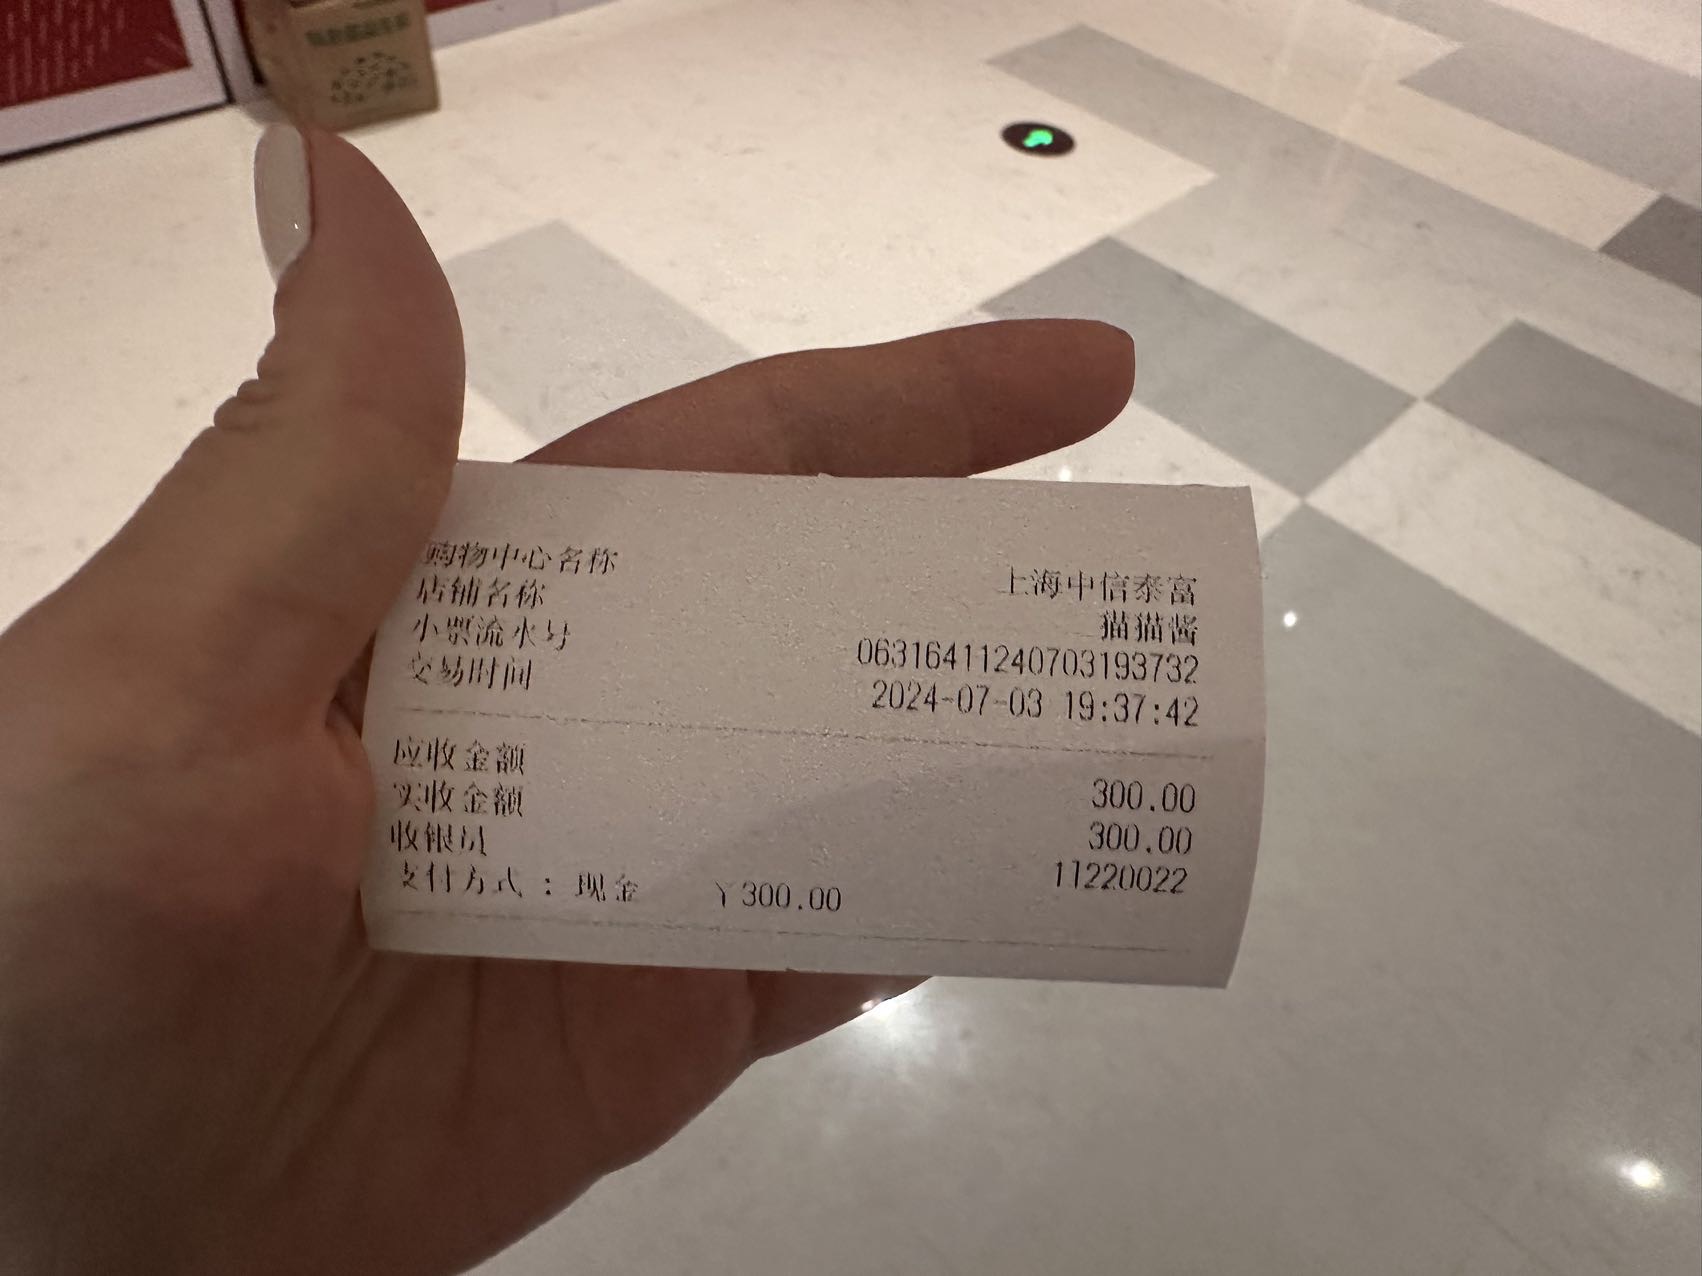 购物中心名称 上海中信泰富
店铺名称 猫猫酱
小票流水号 06316411240703193732
交易时间 2024-07-03 19:37:42
应收金额 300.00
实收金额 300.00
收银员 11220022
支付方式 : 现金 ¥300.00